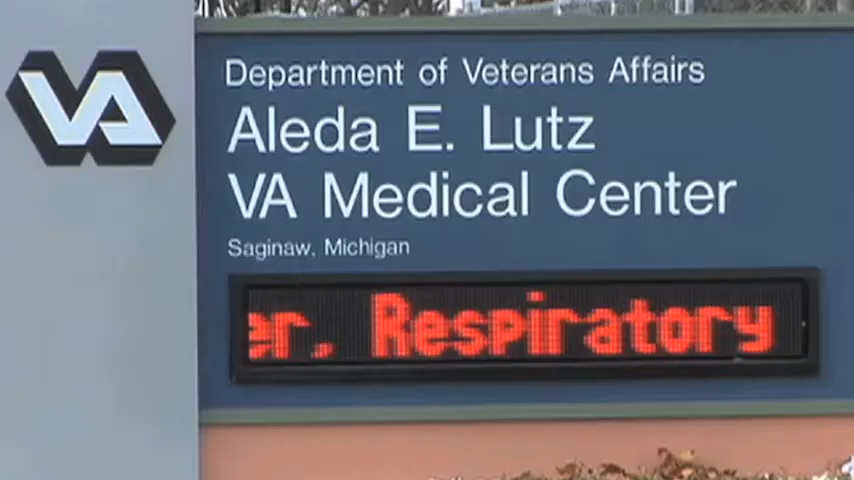 VA
Department of Veterans Affairs
Aleda E. Lutz
VA Medical Center
Saginaw, Michigan
er, Respiratory